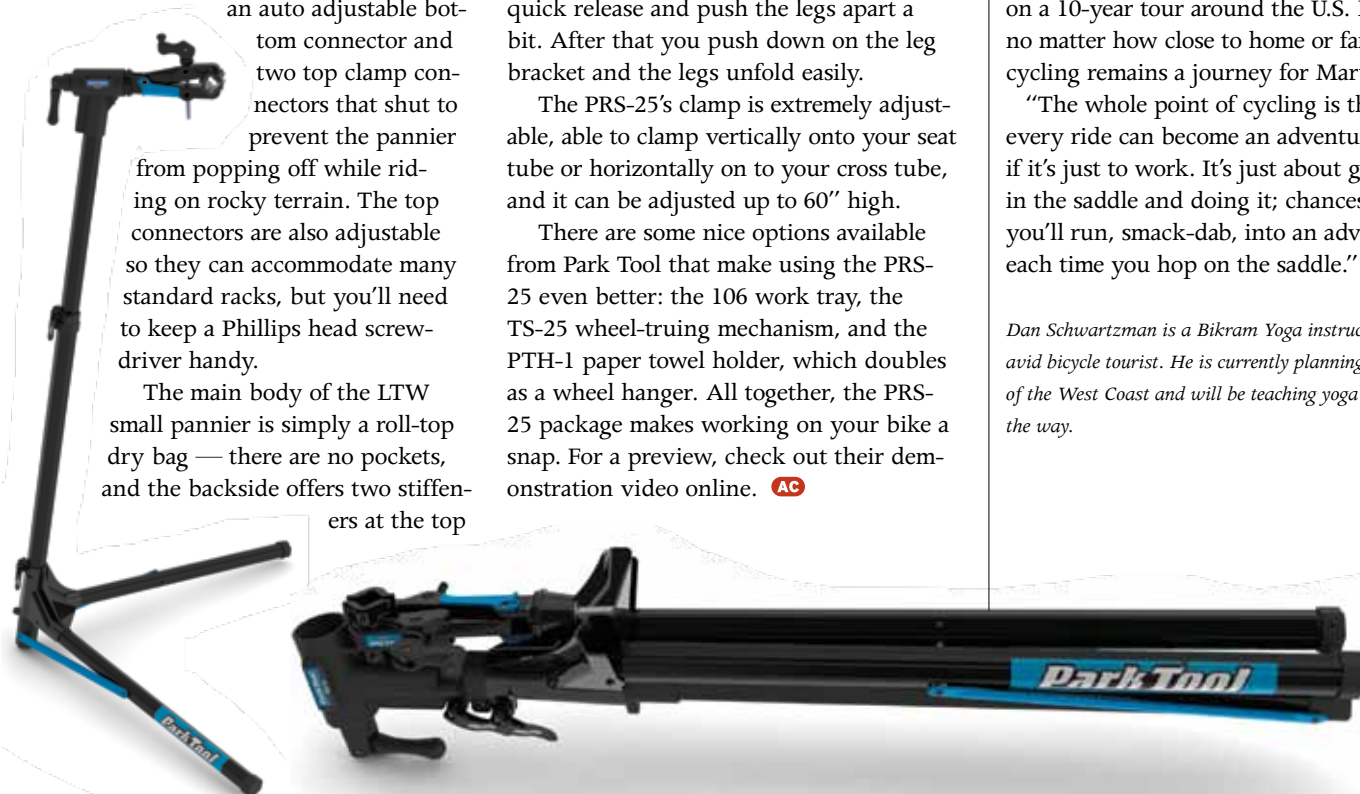 an auto adjustable bot-
tom connector and
two top clamp con-
nectors that shut to
prevent the pannier
from popping off while rid-
ing on rocky terrain. The top
connectors are also adjustable
so they can accommodate many
standard racks, but you’ll need
to keep a Phillips head screw-
driver handy.
The main body of the LTW
small pannier is simply a roll-top
dry bag — there are no pockets,
and the backside offers two stiffen-
ers at the top
quick release and push the legs apart a
bit. After that you push down on the leg
bracket and the legs unfold easily.
The PRS-25’s clamp is extremely adjust-
able, able to clamp vertically onto your seat
tube or horizontally on to your cross tube,
and it can be adjusted up to 60″ high.
There are some nice options available
from Park Tool that make using the PRS-
25 even better: the 106 work tray, the
TS-25 wheel-truing mechanism, and the
PTH-1 paper towel holder, which doubles
as a wheel hanger. All together, the PRS-
25 package makes working on your bike a
snap. For a preview, check out their dem-
onstration video online. AC
on a 10-year tour around the U.S.
no matter how close to home or
cycling remains a journey for
“The whole point of cycling is
every ride can become an
if it’s just to work. It’s just about
in the saddle and doing it; chances
you’ll run, smack-dab, into an
each time you hop on the saddle.”
Dan Schwartzman is a Bikram Yoga
avid bicycle tourist. He is currently planning
of the West Coast and will be teaching yoga
the way.
Park Tool
Park Tool